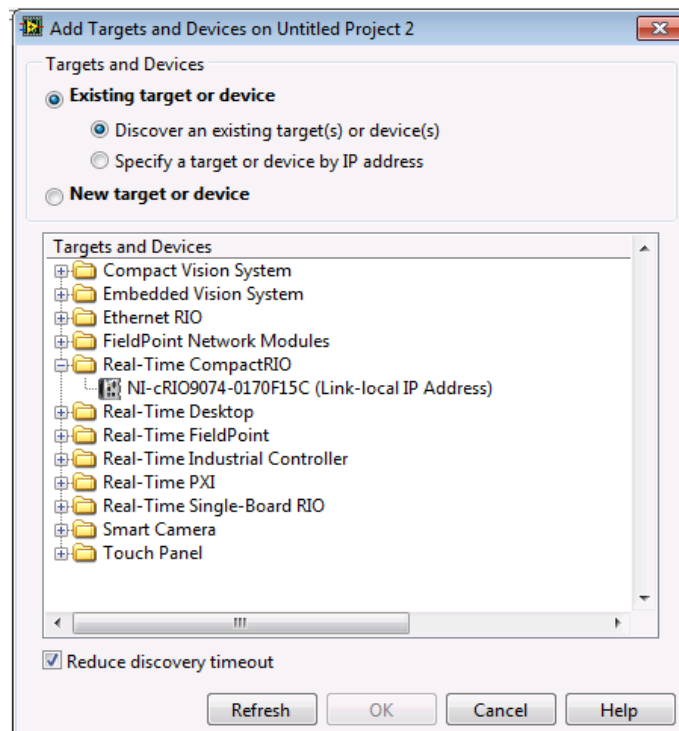 Add Targets and Devices on Untitled Project 2
Targets and Devices
Existing target or device
Discover an existing target(s) or device(s)
Specify a target or device by IP address
New target or device
Targets and Devices
Compact Vision System
Embedded Vision System
Ethernet RIO
FieldPoint Network Modules
Real-Time CompactRIO
NI-cRIO9074-0170F15C (Link-local IP Address)
Real-Time Desktop
Real-Time FieldPoint
Real-Time Industrial Controller
Real-Time PXI
Real-Time Single-Board RIO
Smart Camera
Touch Panel
Reduce discovery timeout
Refresh OK Cancel Help